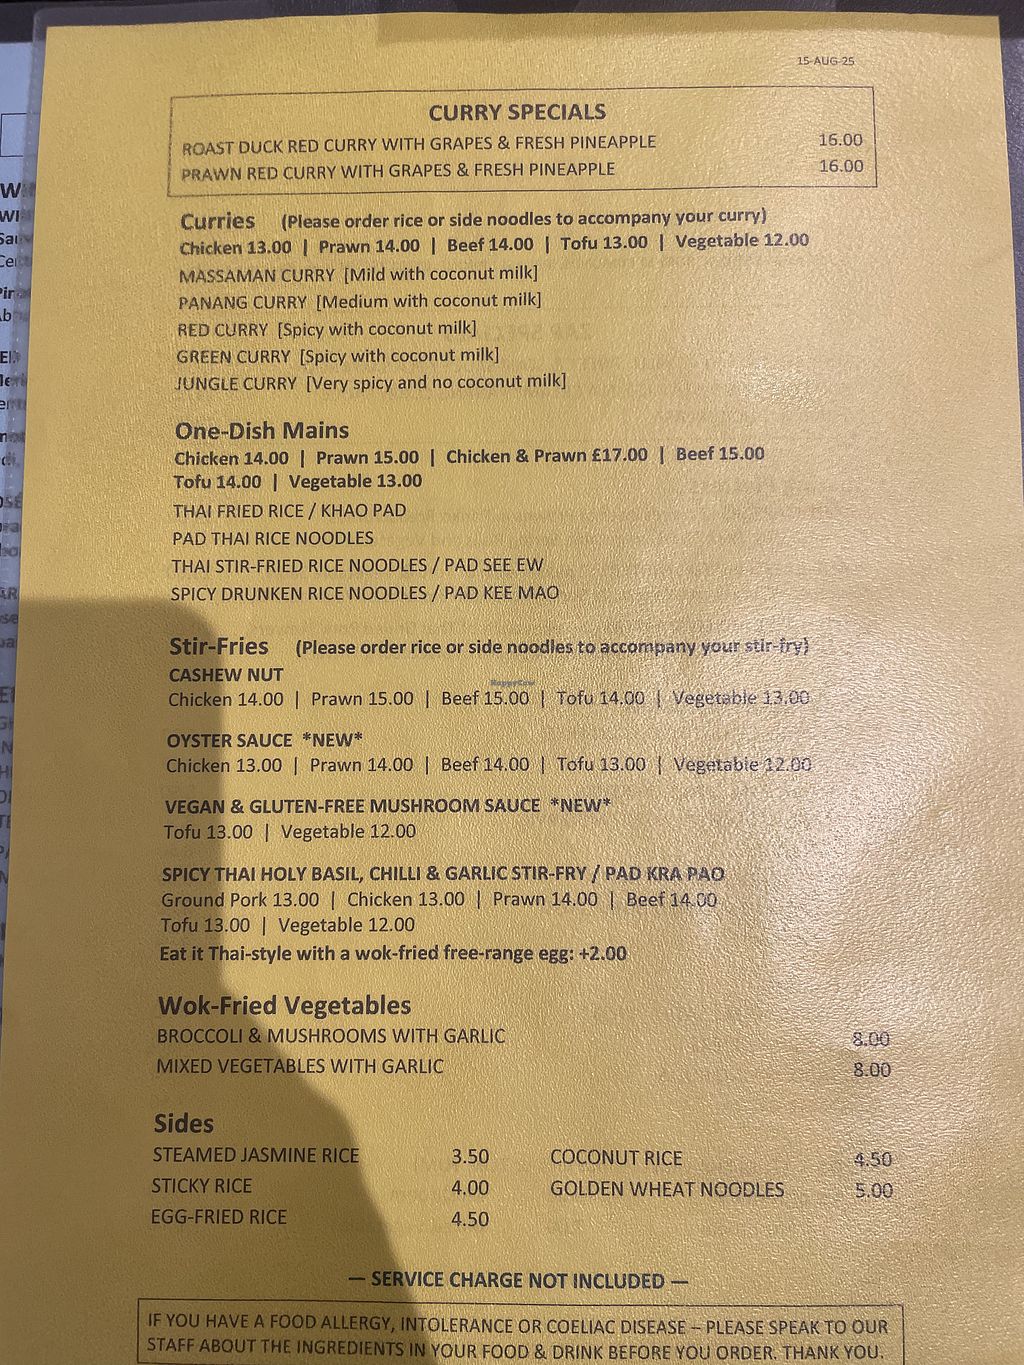 15-AUG-25
CURRY SPECIALS
ROAST DUCK RED CURRY WITH GRAPES & FRESH PINEAPPLE 16.00
PRAWN RED CURRY WITH GRAPES & FRESH PINEAPPLE 16.00
Curries (Please order rice or side noodles to accompany your curry)
Chicken 13.00 | Prawn 14.00 | Beef 14.00 | Tofu 13.00 | Vegetable 12.00
MASSAMAN CURRY [Mild with coconut milk]
PANANG CURRY [Medium with coconut milk]
RED CURRY [Spicy with coconut milk]
GREEN CURRY [Spicy with coconut milk]
JUNGLE CURRY [Very spicy and no coconut milk]
One-Dish Mains
Chicken 14.00 | Prawn 15.00 | Chicken & Prawn £17.00 | Beef 15.00
Tofu 14.00 | Vegetable 13.00
THAI FRIED RICE / KHAO PAD
PAD THAI RICE NOODLES
THAI STIR-FRIED RICE NOODLES / PAD SEE EW
SPICY DRUNKEN RICE NOODLES / PAD KEE MAO
Stir-Fries (Please order rice or side noodles to accompany your stir-fry)
CASHEW NUT
HappyCow
Chicken 14.00 | Prawn 15.00 | Beef 15.00 | Tofu 14.00 | Vegetable 13.00
OYSTER SAUCE *NEW*
Chicken 13.00 | Prawn 14.00 | Beef 14.00 | Tofu 13.00 | Vegetable 12.00
VEGAN & GLUTEN-FREE MUSHROOM SAUCE *NEW*
Tofu 13.00 | Vegetable 12.00
SPICY THAI HOLY BASIL, CHILLI & GARLIC STIR-FRY / PAD KRA PAO
Ground Pork 13.00 | Chicken 13.00 | Prawn 14.00 | Beef 14.00
Tofu 13.00 | Vegetable 12.00
Eat it Thai-style with a wok-fried free-range egg: +2.00
Wok-Fried Vegetables
BROCCOLI & MUSHROOMS WITH GARLIC 8.00
MIXED VEGETABLES WITH GARLIC 8.00
Sides
STEAMED JASMINE RICE 3.50 COCONUT RICE 4.50
STICKY RICE 4.00 GOLDEN WHEAT NOODLES 5.00
EGG-FRIED RICE 4.50
— SERVICE CHARGE NOT INCLUDED —
IF YOU HAVE A FOOD ALLERGY, INTOLERANCE OR COELIAC DISEASE – PLEASE SPEAK TO OUR
STAFF ABOUT THE INGREDIENTS IN YOUR FOOD & DRINK BEFORE YOU ORDER. THANK YOU.